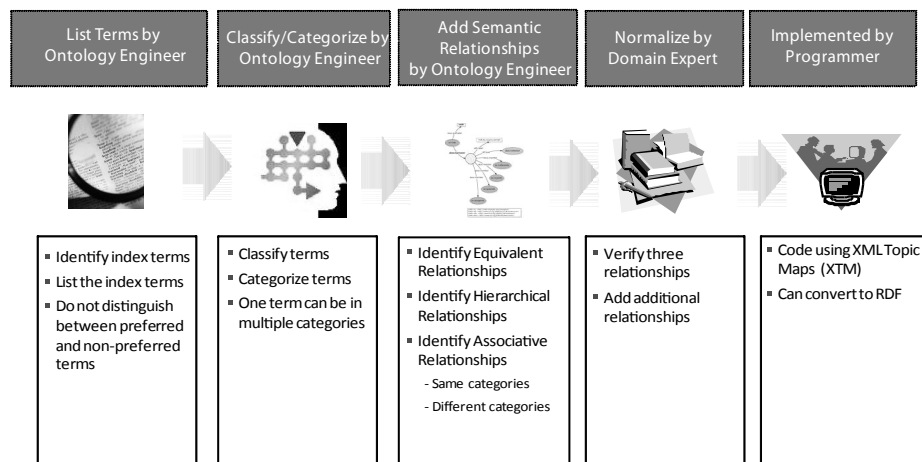 List Terms by
Ontology Engineer
Classify/Categorize by
Ontology Engineer
Add Semantic
Relationships
by Ontology Engineer
Normalize by
Domain Expert
Implemented by
Programmer
▪ Identify index terms
▪ List the index terms
▪ Do not distinguish
between preferred
and non-preferred
terms
▪ Classify terms
▪ Categorize terms
▪ One term can be in
multiple categories
▪ Identify Equivalent
Relationships
▪ Identify Hierarchical
Relationships
▪ Identify Associative
Relationships
- Same categories
- Different categories
▪ Verify three
relationships
▪ Add additional
relationships
▪ Code using XML Topic
Maps (XTM)
▪ Can convert to RDF